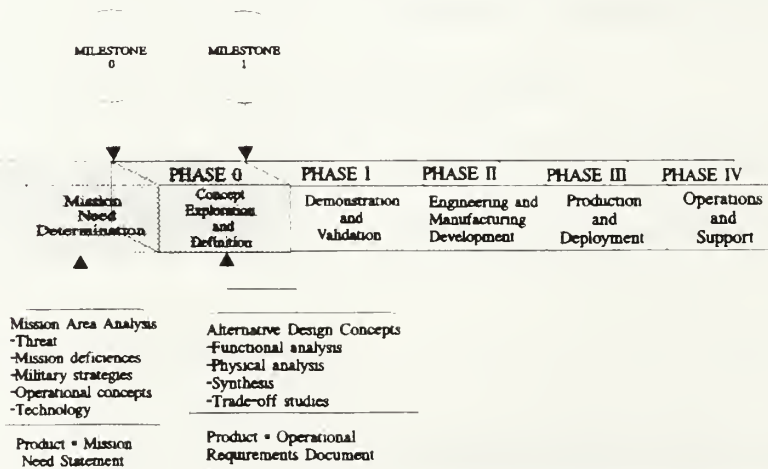 MILESTONE
0
MILESTONE
1
PHASE 0
PHASE I
PHASE II
PHASE III
PHASE IV
Mission
Need
Determination
Concept
Exploration
and
Definition
Demonstration
and
Validation
Engineering and
Manufacturing
Development
Production
and
Deployment
Operations
and
Support
Mission Area Analysis
-Threat
-Mission deficiences
-Military strategies
-Operational concepts
-Technology
Product = Mission
Need Statement
Alternative Design Concepts
-Functional analysis
-Physical analysis
-Synthesis
-Trade-off studies
Product = Operational
Requirements Document